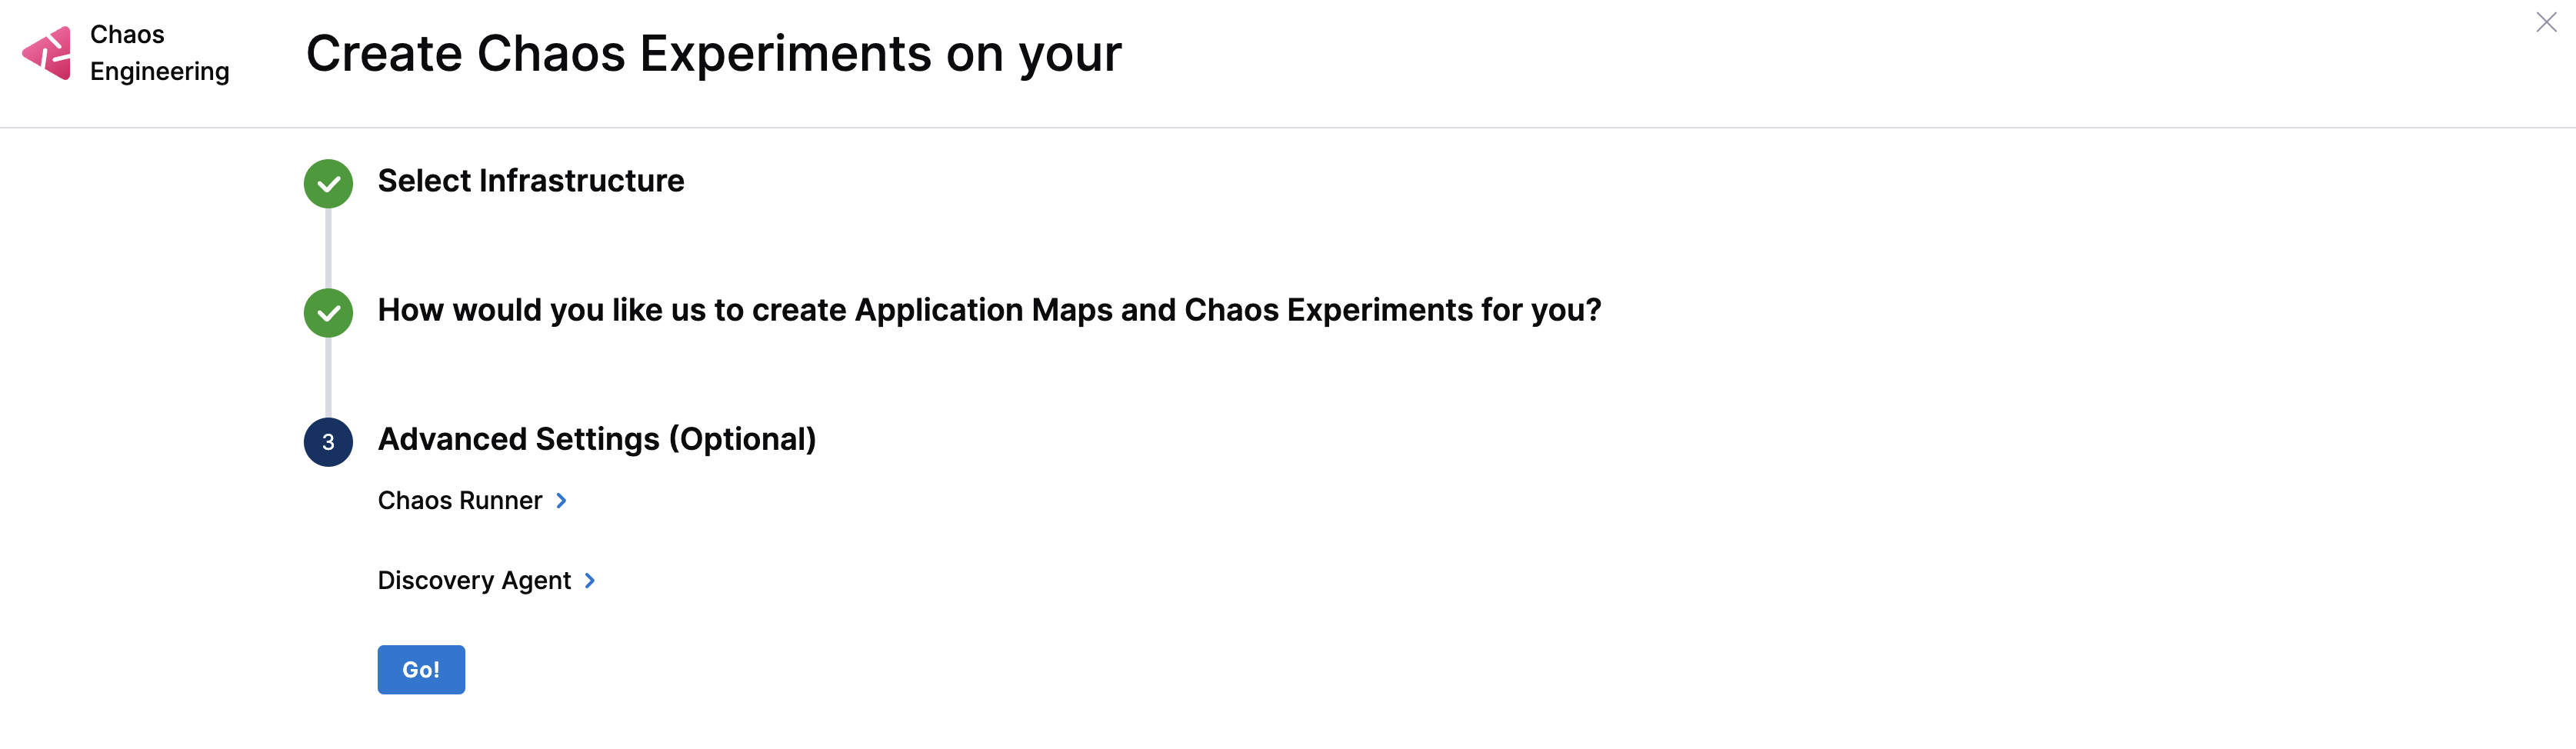 Chaos
Engineering
Create Chaos Experiments on your
Select Infrastructure
How would you like us to create Application Maps and Chaos Experiments for you?
3
Advanced Settings (Optional)
Chaos Runner
Discovery Agent
Go!